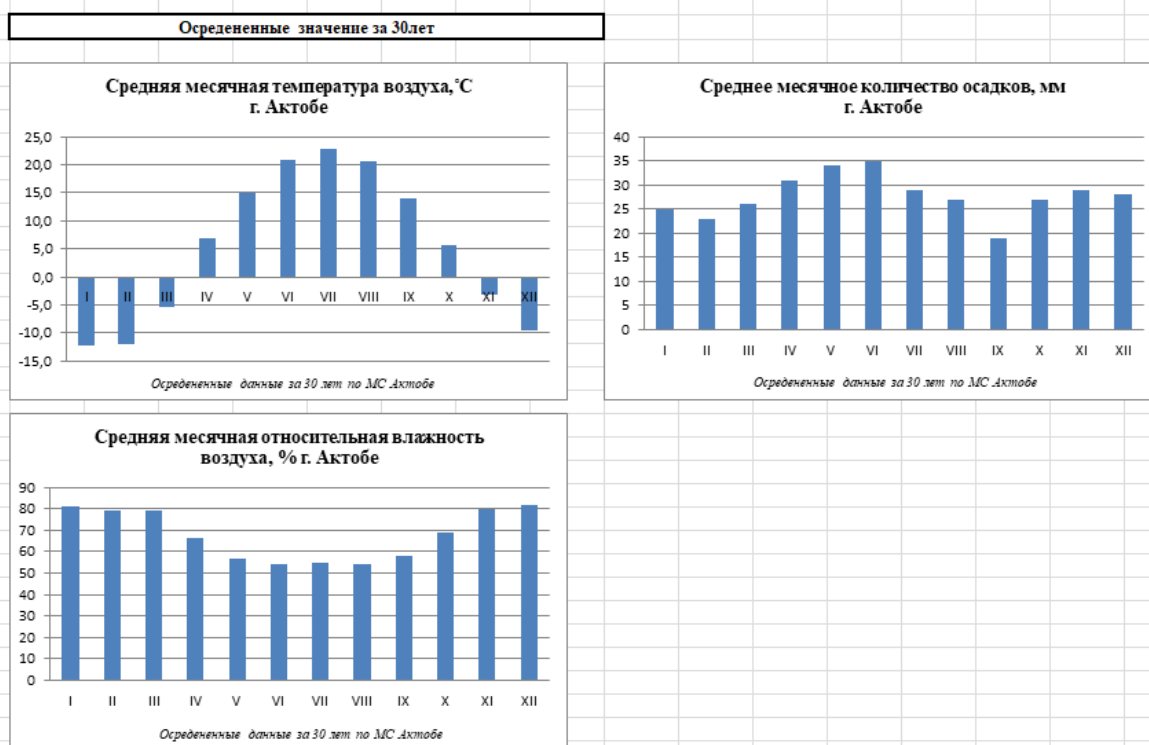 Осредененные значение за 30лет
Средняя месячная температура воздуха,°С
г. Актобе
25,0
20,0
15,0
10,0
5,0
0,0
-5,0
-10,0
-15,0
I II III IV V VI VII VIII IX X XI XII
Осредененные данные за 30 лет по МС Актобе
Среднее месячное количество осадков, мм
г. Актобе
40
35
30
25
20
15
10
5
0
I II III IV V VI VII VIII IX X XI XII
Осредененные данные за 30 лет по МС Актобе
Средняя месячная относительная влажность
воздуха, % г. Актобе
90
80
70
60
50
40
30
20
10
0
I II III IV V VI VII VIII IX X XI XII
Осредененные данные за 30 лет по МС Актобе